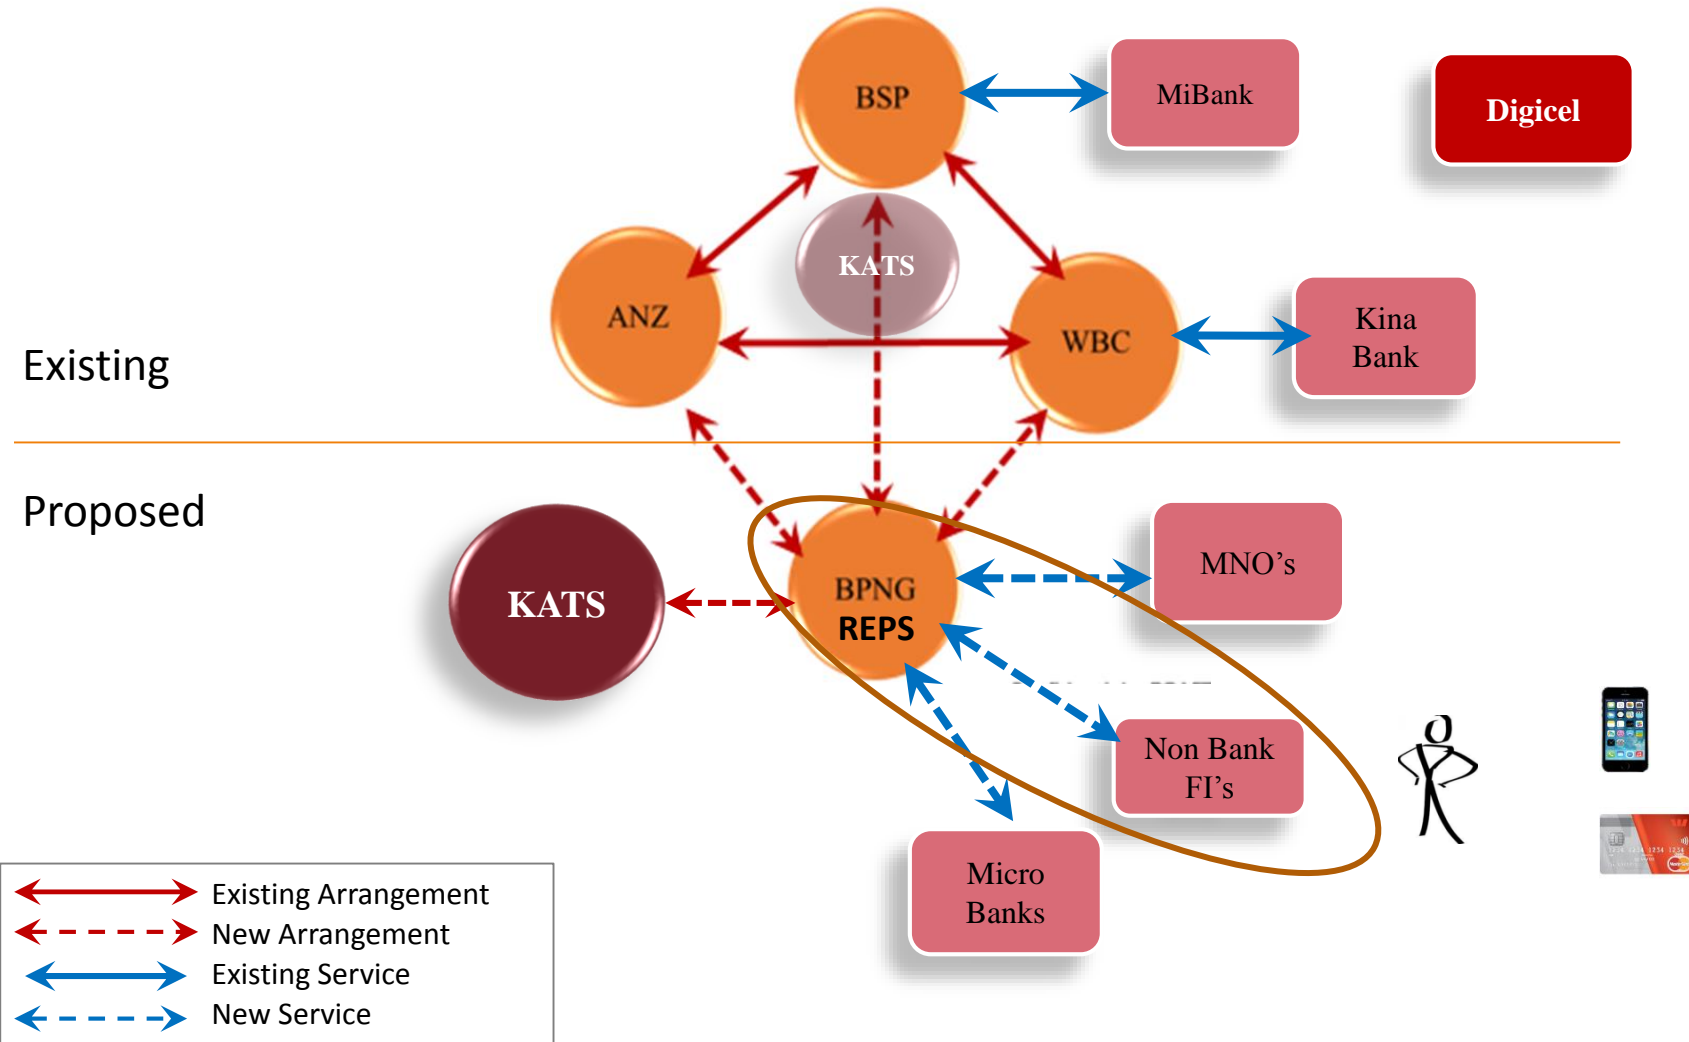 BSP
MiBank
Digicel
KATS
ANZ
WBC
Kina
Bank
Existing
Proposed
KATS
BPNG
REPS
MNO's
Non Bank
FI's
Micro
Banks
Existing Arrangement
New Arrangement
Existing Service
New Service